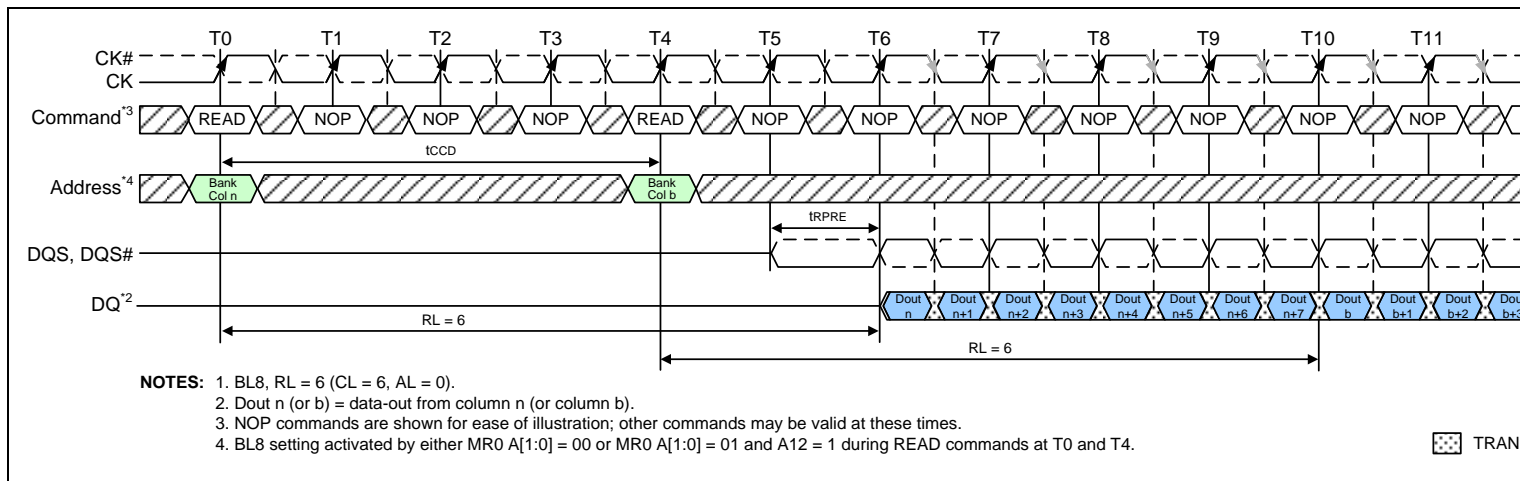 T0 T1 T2 T3 T4 T5 T6 T7 T8 T9 T10 T11
CK#
CK
Command*3 READ NOP NOP NOP READ NOP NOP NOP NOP NOP NOP NOP
tCCD
Address*4 Bank Col n Bank Col b
tRPRE
DQS, DQS#
DQ*2 Dout n Dout n+1 Dout n+2 Dout n+3 Dout n+4 Dout n+5 Dout n+6 Dout n+7 Dout b Dout b+1 Dout b+2 Dout b+3
RL = 6
RL = 6
NOTES: 1. BL8, RL = 6 (CL = 6, AL = 0).
2. Dout n (or b) = data-out from column n (or column b).
3. NOP commands are shown for ease of illustration; other commands may be valid at these times.
4. BL8 setting activated by either MR0 A[1:0] = 00 or MR0 A[1:0] = 01 and A12 = 1 during READ commands at T0 and T4.
TRAN